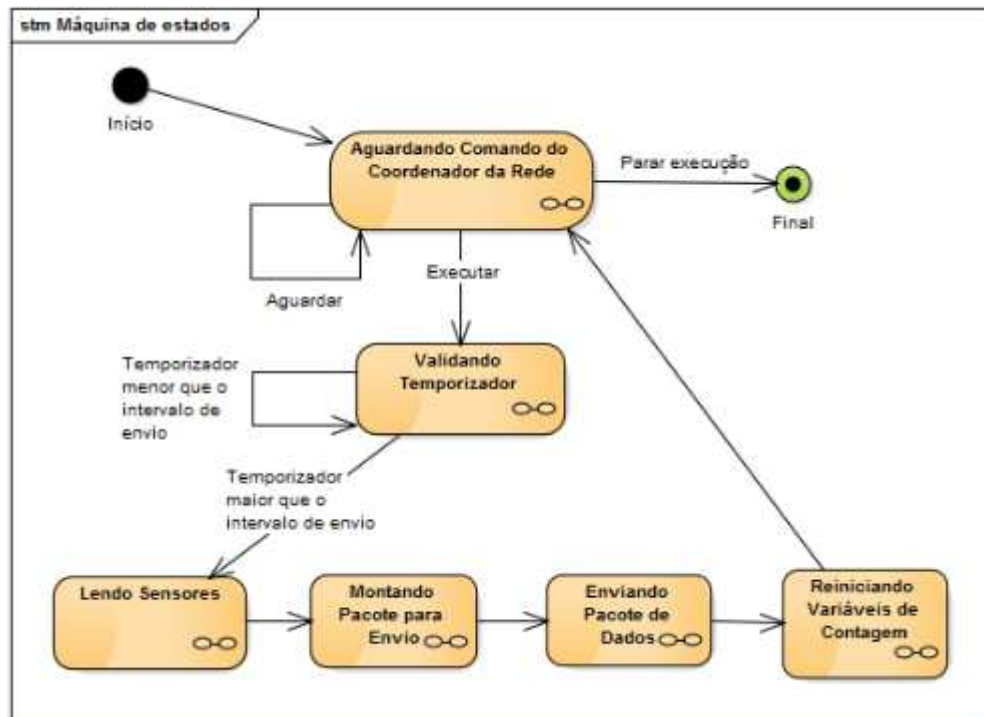 stm Máquina de estados
Início
Aguardando Comando do
Coordenador da Rede
Parar execução
Final
Aguardar
Executar
Validando
Temporizador
Temporizador
menor que o
intervalo de
envio
Temporizador
maior que o
intervalo de envio
Lendo Sensores
Montando
Pacote para
Envio
Enviando
Pacote de
Dados
Reiniciando
Variáveis de
Contagem